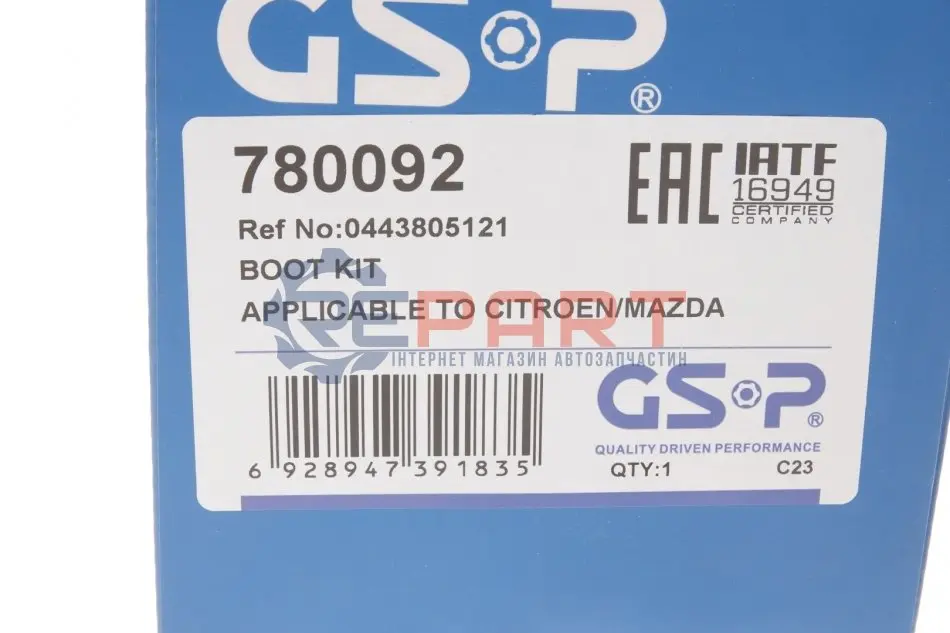 GSP®
780092
EAC
IATF
16949
CERTIFIED
COMPANY
Ref No:0443805121
BOOT KIT
APPLICABLE TO CITROEN/MAZDA
REPART
ІНТЕРНЕТ МАГАЗИН АВТОЗАПЧАСТИН
GSP®
QUALITY DRIVEN PERFORMANCE
6 928947 391835
QTY:1 C23